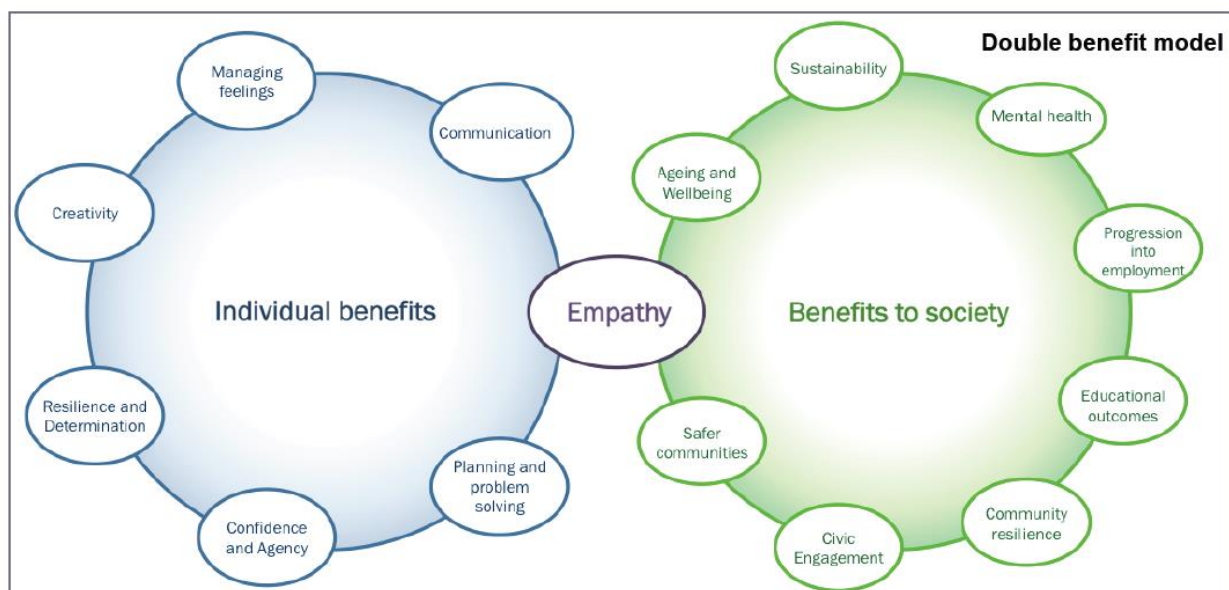 Double benefit model
Managing
feelings
Communication
Creativity
Individual benefits
Resilience and
Determination
Planning and
problem
solving
Confidence
and Agency
Empathy
Sustainability
Mental health
Ageing and
Wellbeing
Progression
into
employment
Benefits to society
Educational
outcomes
Safer
communities
Community
resilience
Civic
Engagement